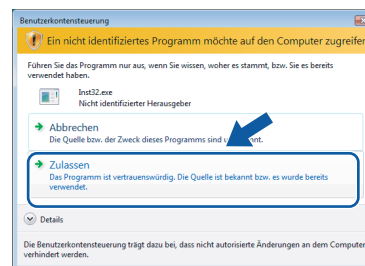 Benutzerkontensteuerung
Ein nicht identifiziertes Programm möchte auf den Computer zugreifen
Führen Sie das Programm nur aus, wenn Sie wissen, woher es stammt, bzw. Sie es bereits
verwendet haben.
Inst32.exe
Nicht identifizierter Herausgeber
Abbrechen
Die Quelle bzw. der Zweck dieses Programms sind
Zulassen
Das Programm ist vertrauenswürdig. Die Quelle ist bekannt bzw. es wurde bereits
verwendet.
Details
Die Benutzerkontensteuerung trägt dazu bei, dass nicht autorisierte Änderungen an dem Computer
verhindert werden.